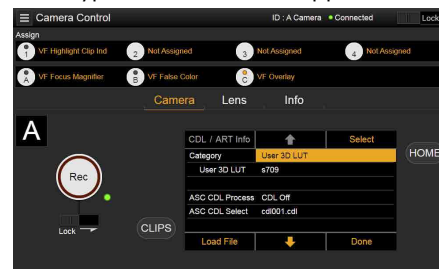 Camera Control ID : A Camera Connected Lock
Assign
1 VF Highlight Clip Ind 2 Not Assigned 3 Not Assigned 4 Not Assigned
A VF Focus Magnifier B VF False Color C VF Overlay
Camera Lens Info
A
CDL / ART Info Select
Category User 3D LUT
HOME
User 3D LUT s709
Rec
ASC CDL Process CDL Off
ASC CDL Select cdl001.cdl
Lock
CLIPS
Load File Done